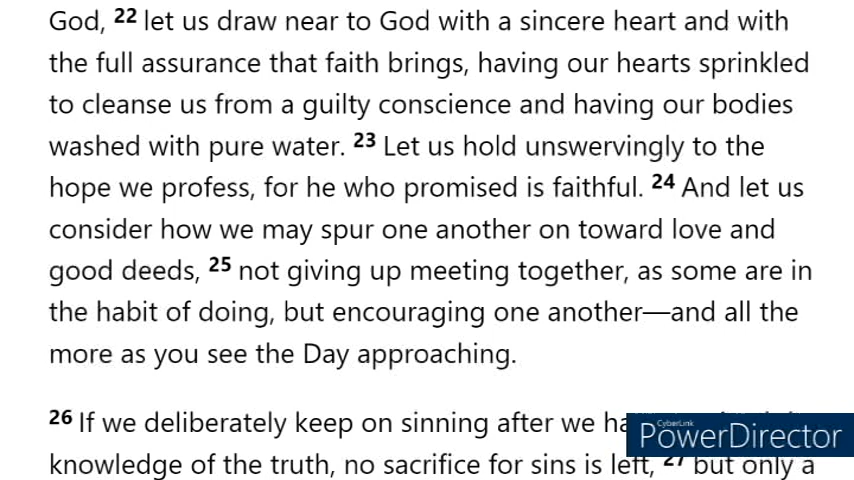 God, 22 let us draw near to God with a sincere heart and with
the full assurance that faith brings, having our hearts sprinkled
to cleanse us from a guilty conscience and having our bodies
washed with pure water. 23 Let us hold unswervingly to the
hope we profess, for he who promised is faithful. 24 And let us
consider how we may spur one another on toward love and
good deeds, 25 not giving up meeting together, as some are in
the habit of doing, but encouraging one another—and all the
more as you see the Day approaching.
26 If we deliberately keep on sinning after we
knowledge of the truth, no sacrifice for sins is left, 27 but only a
CyberLink
PowerDirector